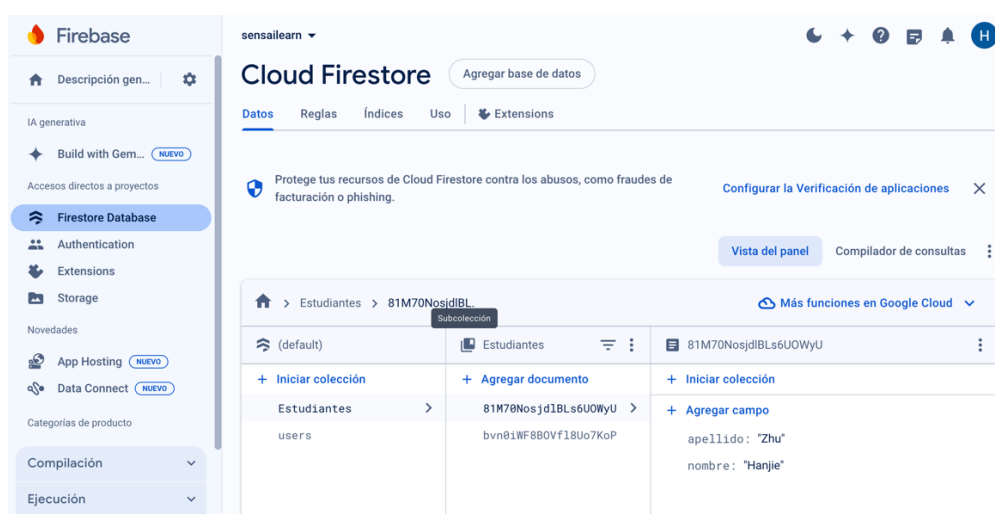 Firebase
sensailearn
H
Descripción gen...
Cloud Firestore
Agregar base de datos
Datos
Reglas
Índices
Uso
Extensions
IA generativa
Build with Gem...
NUEVO
Accesos directos a proyectos
Firestore Database
Authentication
Extensions
Storage
Novedades
App Hosting
NUEVO
Data Connect
NUEVO
Categorías de producto
Compilación
Ejecución
Protege tus recursos de Cloud Firestore contra los abusos, como fraudes de
facturación o phishing.
Configurar la Verificación de aplicaciones
Vista del panel
Compilador de consultas
Estudiantes
81M70NosjdlBL.
Más funciones en Google Cloud
Subcolección
(default)
Estudiantes
81M70NosjdlBLs6UOWyU
Iniciar colección
Agregar documento
Iniciar colección
Estudiantes
81M70NosjdlBLs6UOWyU
Agregar campo
users
bvn0iWF8BOVfl8Uo7KoP
apellido: "Zhu"
nombre: "Hanjie"